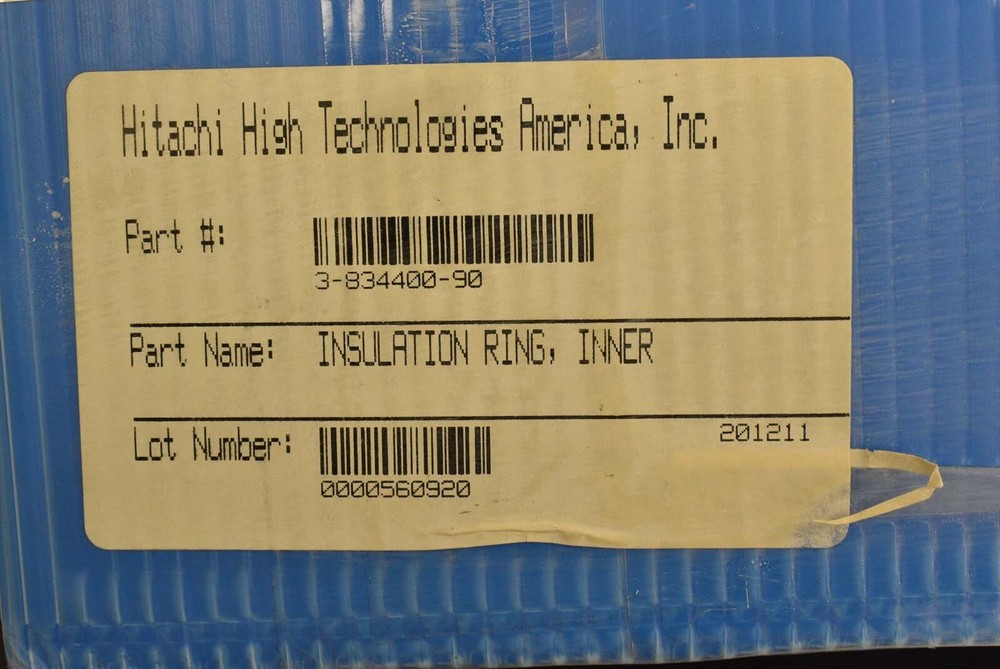 Hitachi High Technologies America, Inc.
Part #:
3-834400-90
Part Name: INSULATION RING, INNER
Lot Number: 201211
0000560920